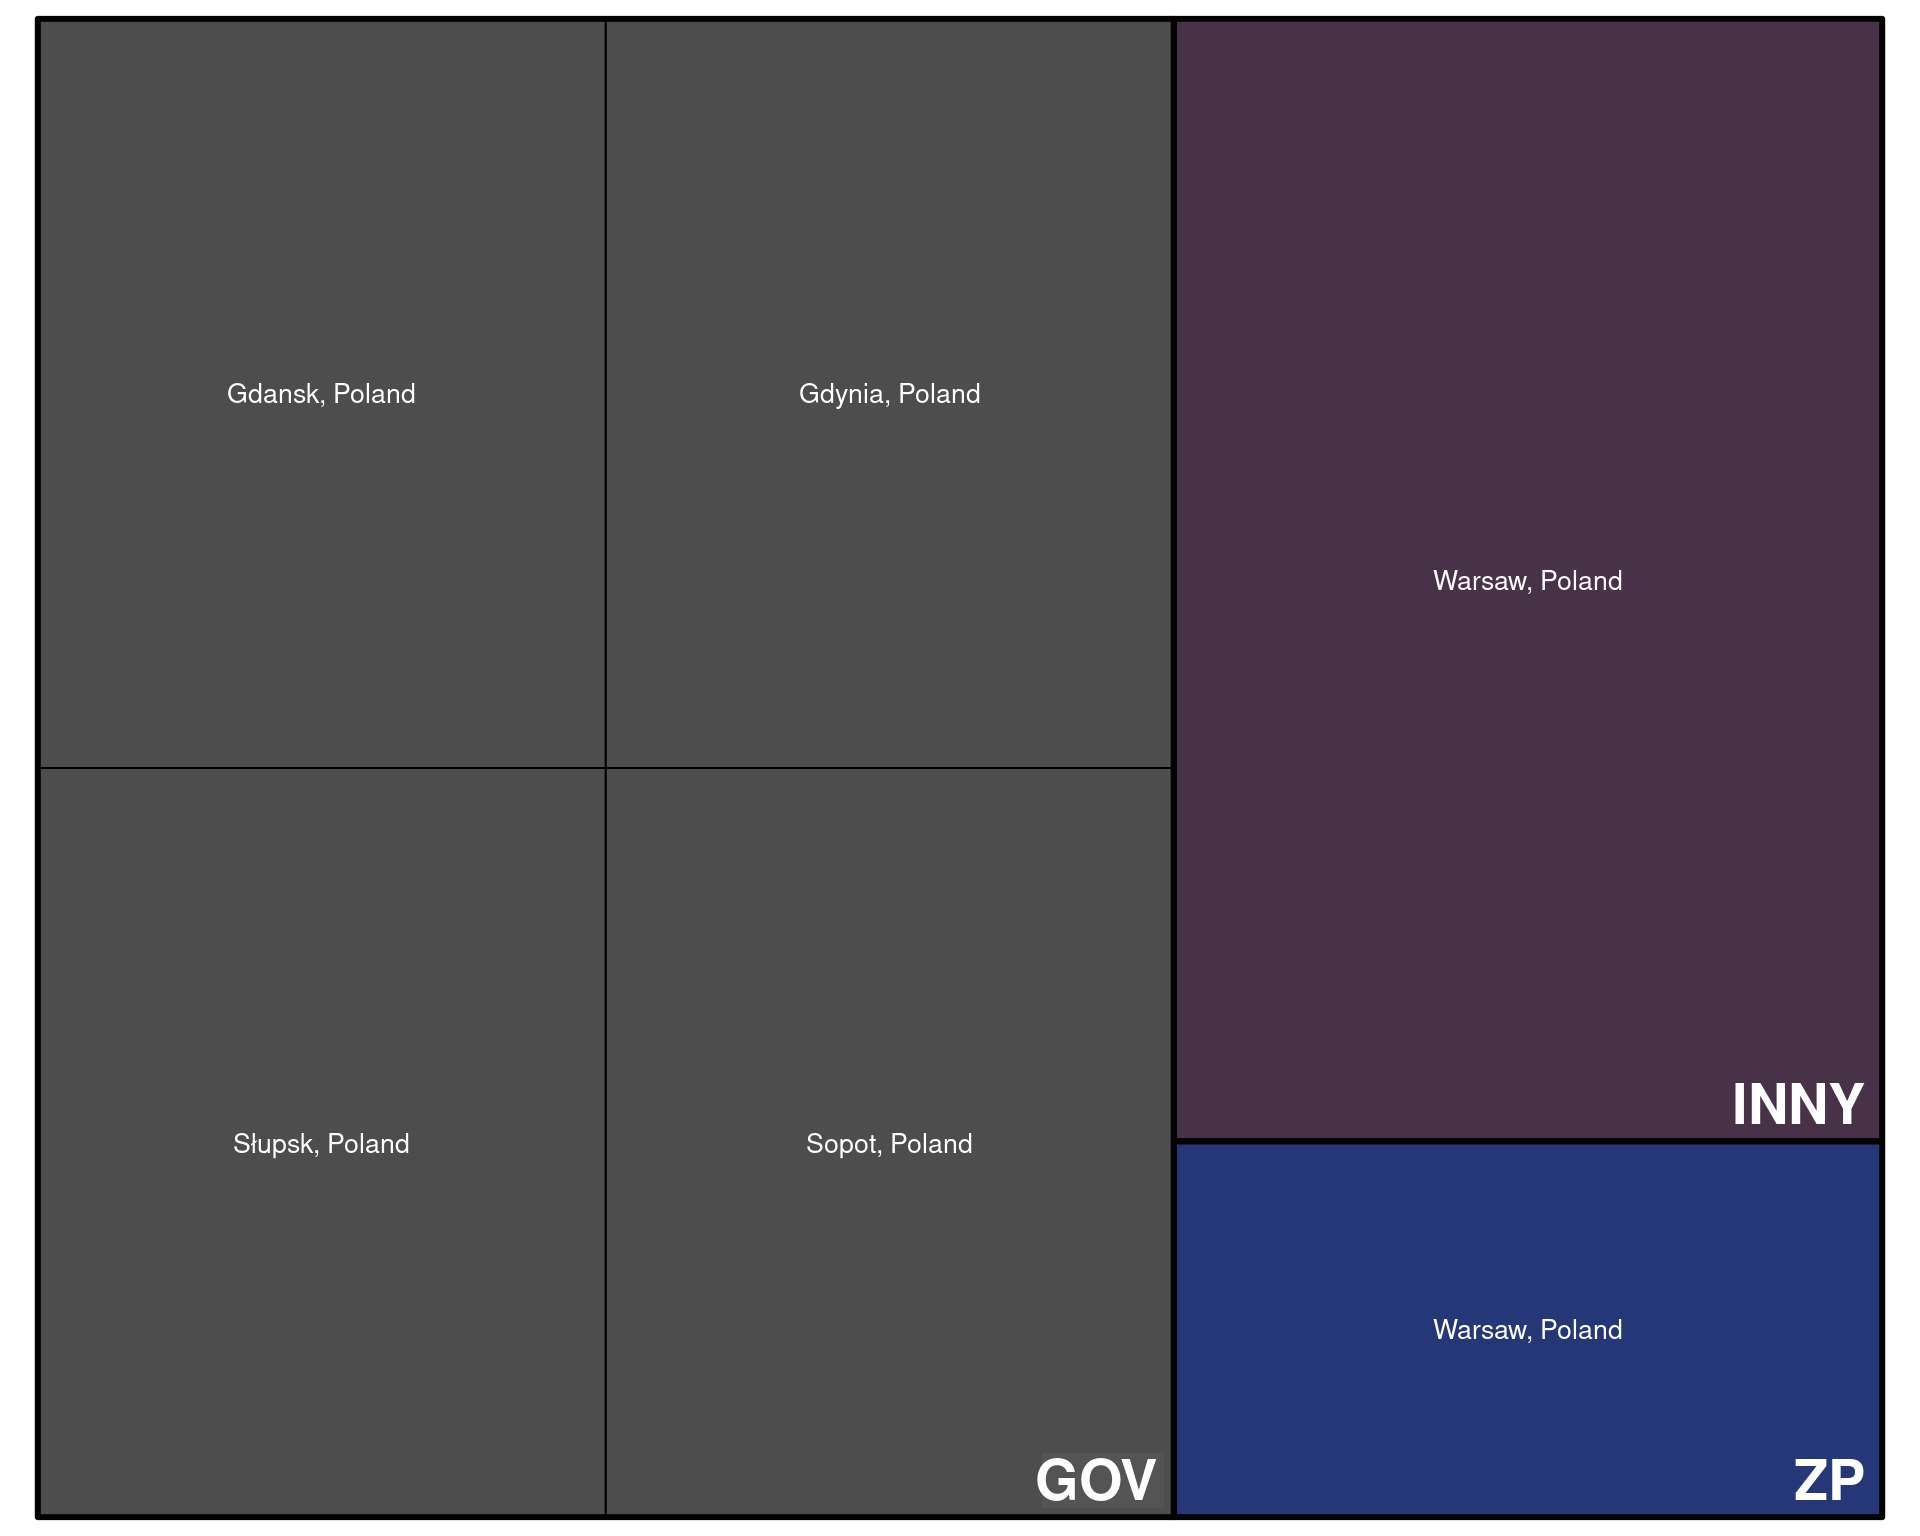 Gdansk, Poland
Gdynia, Poland
Słupsk, Poland
Sopot, Poland
GOV
Warsaw, Poland
INNY
Warsaw, Poland
ZP